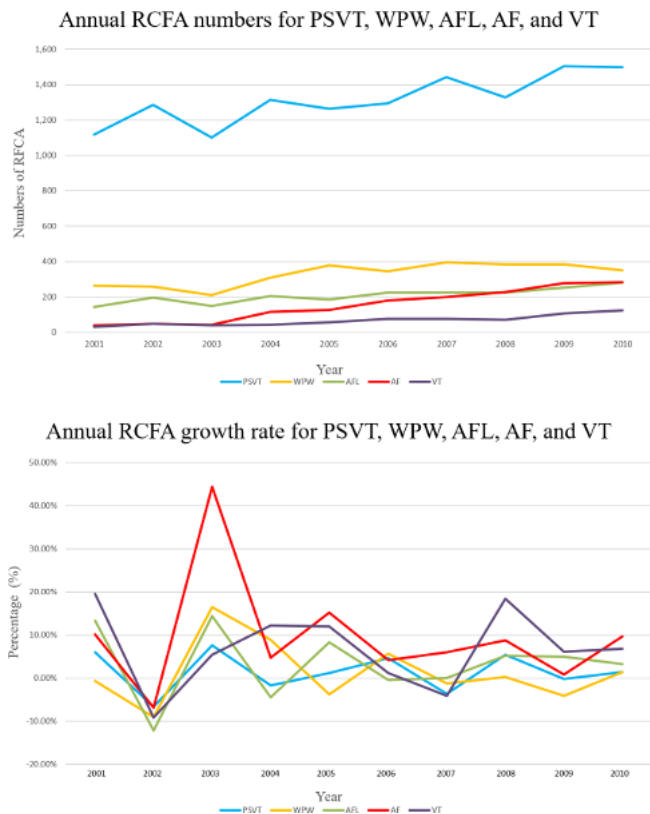 Annual RCFA numbers for PSVT, WPW, AFL, AF, and VT
1,600
1,400
1,200
1,000
800
600
400
200
0
Numbers of RFCA
2001 2002 2003 2004 2005 2006 2007 2008 2009 2010
Year
PSVT WPW AFL AF VT
Annual RCFA growth rate for PSVT, WPW, AFL, AF, and VT
50.00%
40.00%
30.00%
20.00%
10.00%
0.00%
-10.00%
-20.00%
Percentage (%)
2001 2002 2003 2004 2005 2006 2007 2008 2009 2010
Year
PSVT WPW AFL AF VT